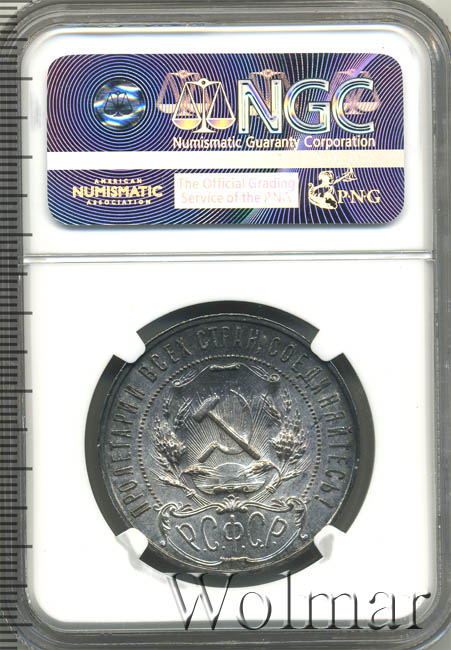 NGC
Numismatic Guaranty Corporation
AMERICAN
NUMISMATIC
ASSOCIATION
The Official Grading
Service of the PNG
PNG
ПРОЛЕТАРИИ ВСЕХ СТРАН, СОЕДИНЯЙТЕСЬ!
Р.С.Ф.С.Р.
Wolmar